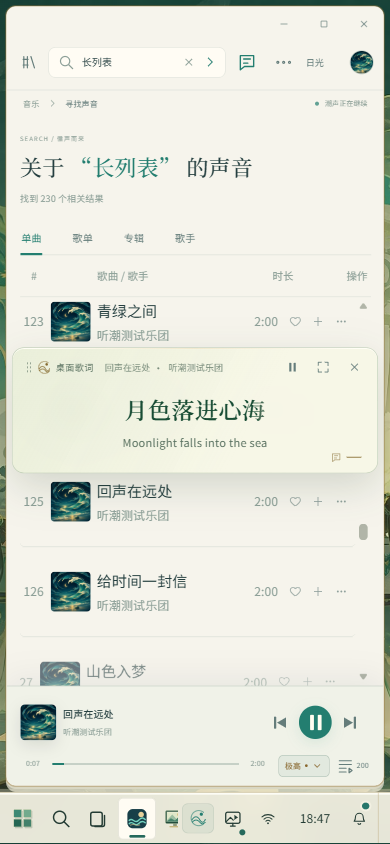 长列表
日光
音乐 > 寻找声音
潮声正在继续
SEARCH / 循声而来
关于 “长列表” 的声音
找到 230 个相关结果
单曲 歌单 专辑 歌手
# 歌曲 / 歌手 时长 操作
123 青绿之间 2:00
听潮测试乐团
桌面歌词 回声在远处 • 听潮测试乐团
月色落进心海
Moonlight falls into the sea
125 回声在远处 2:00
听潮测试乐团
126 给时间一封信 2:00
听潮测试乐团
27 山色入梦 2:00
回声在远处
听潮测试乐团
0:07 2:00 极高 • 200
18:47